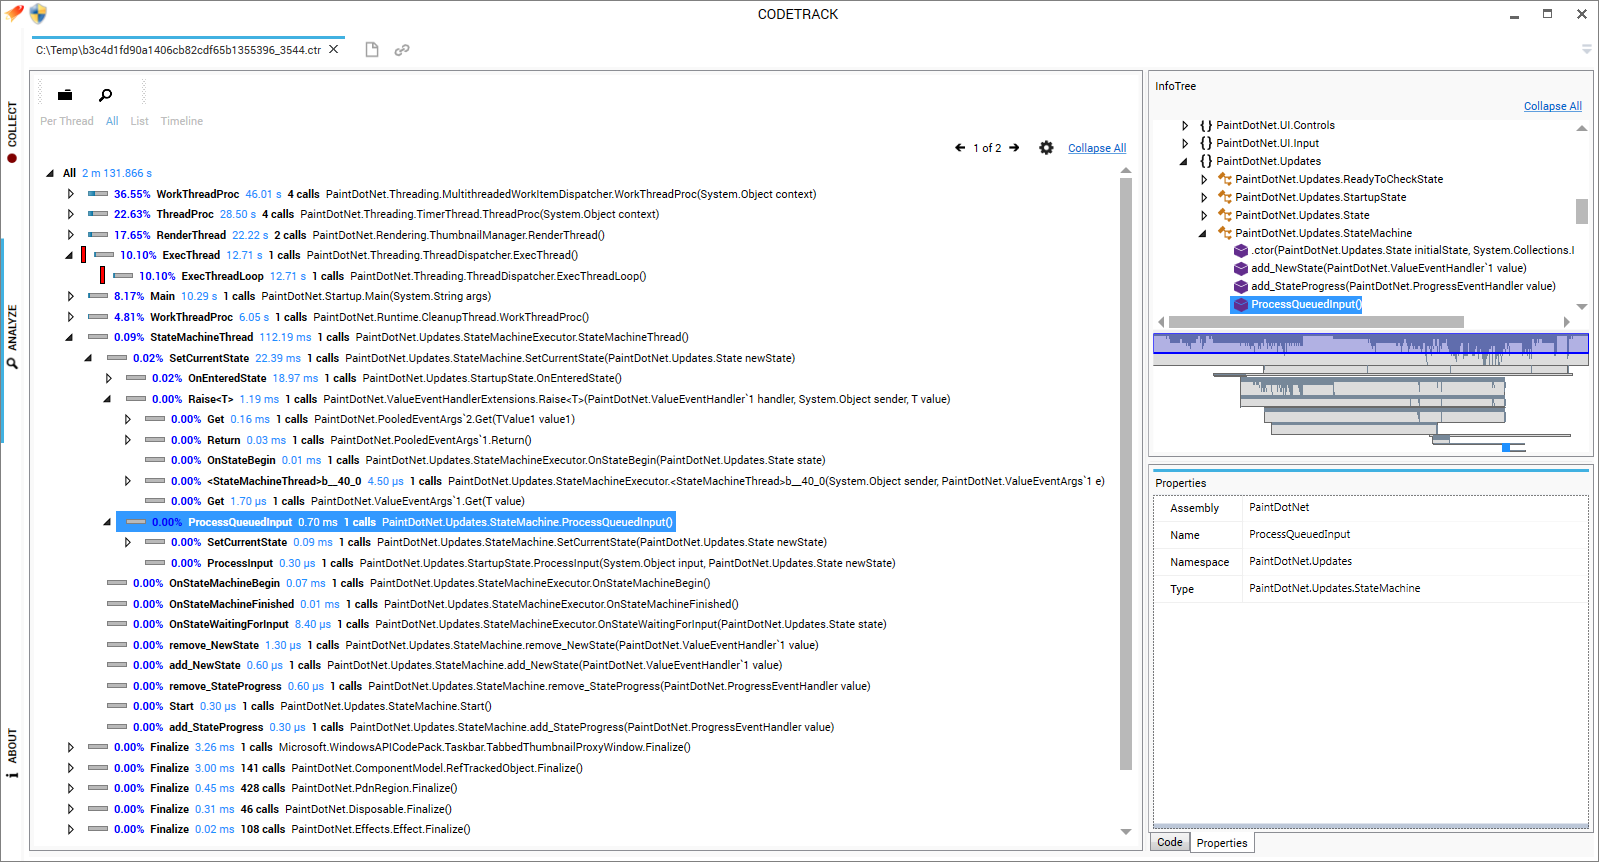 CODETRACK
C:\Temp\b3c4d1fd90a1406cb82cdf65b1355396_3544.ctr
COLLECT
ANALYZE
ABOUT
Per Thread All List Timeline
1 of 2 Collapse All
All 2 m 131.866 s
36.55% WorkThreadProc 46.01 s 4 calls PaintDotNet.Threading.MultithreadedWorkItemDispatcher.WorkThreadProc(System.Object context)
22.63% ThreadProc 28.50 s 4 calls PaintDotNet.Threading.TimerThread.ThreadProc(System.Object context)
17.65% RenderThread 22.22 s 2 calls PaintDotNet.Rendering.ThumbnailManager.RenderThread()
10.10% ExecThread 12.71 s 1 calls PaintDotNet.Threading.ThreadDispatcher.ExecThread()
10.10% ExecThreadLoop 12.71 s 1 calls PaintDotNet.Threading.ThreadDispatcher.ExecThreadLoop()
8.17% Main 10.29 s 1 calls PaintDotNet.Startup.Main(System.String args)
4.81% WorkThreadProc 6.05 s 1 calls PaintDotNet.Runtime.CleanupThread.WorkThreadProc()
0.09% StateMachineThread 112.19 ms 1 calls PaintDotNet.Updates.StateMachineExecutor.StateMachineThread()
0.02% SetCurrentState 22.39 ms 1 calls PaintDotNet.Updates.StateMachine.SetCurrentState(PaintDotNet.Updates.State newState)
0.02% OnEnteredState 18.97 ms 1 calls PaintDotNet.Updates.StartupState.OnEnteredState()
0.00% Raise<T> 1.19 ms 1 calls PaintDotNet.ValueEventHandlerExtensions.Raise<T>(PaintDotNet.ValueEventHandler`1 handler, System.Object sender, T value)
0.00% Get 0.16 ms 1 calls PaintDotNet.PooledEventArgs`2.Get(TValue1 value1)
0.00% Return 0.03 ms 1 calls PaintDotNet.PooledEventArgs`1.Return()
0.00% OnStateBegin 0.01 ms 1 calls PaintDotNet.Updates.StateMachineExecutor.OnStateBegin(PaintDotNet.Updates.State state)
0.00% <StateMachineThread>b__40_0 4.50 µs 1 calls PaintDotNet.Updates.StateMachineExecutor.<StateMachineThread>b__40_0(System.Object sender, PaintDotNet.ValueEventArgs`1 e)
0.00% Get 1.70 µs 1 calls PaintDotNet.ValueEventArgs`1.Get(T value)
0.00% ProcessQueuedInput 0.70 ms 1 calls PaintDotNet.Updates.StateMachine.ProcessQueuedInput()
0.00% SetCurrentState 0.09 ms 1 calls PaintDotNet.Updates.StateMachine.SetCurrentState(PaintDotNet.Updates.State newState)
0.00% ProcessInput 0.30 µs 1 calls PaintDotNet.Updates.StartupState.ProcessInput(System.Object input, PaintDotNet.Updates.State newState)
0.00% OnStateMachineBegin 0.07 ms 1 calls PaintDotNet.Updates.StateMachineExecutor.OnStateMachineBegin()
0.00% OnStateMachineFinished 0.01 ms 1 calls PaintDotNet.Updates.StateMachineExecutor.OnStateMachineFinished()
0.00% OnStateWaitingForInput 8.40 µs 1 calls PaintDotNet.Updates.StateMachineExecutor.OnStateWaitingForInput(PaintDotNet.Updates.State state)
0.00% remove_NewState 1.30 µs 1 calls PaintDotNet.Updates.StateMachine.remove_NewState(PaintDotNet.ValueEventHandler`1 value)
0.00% add_NewState 0.60 µs 1 calls PaintDotNet.Updates.StateMachine.add_NewState(PaintDotNet.ValueEventHandler`1 value)
0.00% remove_StateProgress 0.60 µs 1 calls PaintDotNet.Updates.StateMachine.remove_StateProgress(PaintDotNet.ProgressEventHandler value)
0.00% Start 0.30 µs 1 calls PaintDotNet.Updates.StateMachine.Start()
0.00% add_StateProgress 0.30 µs 1 calls PaintDotNet.Updates.StateMachine.add_StateProgress(PaintDotNet.ProgressEventHandler value)
0.00% Finalize 3.26 ms 1 calls Microsoft.WindowsAPICodePack.Taskbar.TabbedThumbnailProxyWindow.Finalize()
0.00% Finalize 3.00 ms 141 calls PaintDotNet.ComponentModel.RefTrackedObject.Finalize()
0.00% Finalize 0.45 ms 428 calls PaintDotNet.PdnRegion.Finalize()
0.00% Finalize 0.31 ms 46 calls PaintDotNet.Disposable.Finalize()
0.00% Finalize 0.02 ms 108 calls PaintDotNet.Effects.Effect.Finalize()
InfoTree
Collapse All
{} PaintDotNet.UI.Controls
{} PaintDotNet.UI.Input
{} PaintDotNet.Updates
PaintDotNet.Updates.ReadyToCheckState
PaintDotNet.Updates.StartupState
PaintDotNet.Updates.State
PaintDotNet.Updates.StateMachine
.ctor(PaintDotNet.Updates.State initialState, System.Collections.I
add_NewState(PaintDotNet.ValueEventHandler`1 value)
add_StateProgress(PaintDotNet.ProgressEventHandler value)
ProcessQueuedInput()
Properties
Assembly PaintDotNet
Name ProcessQueuedInput
Namespace PaintDotNet.Updates
Type PaintDotNet.Updates.StateMachine
Code Properties